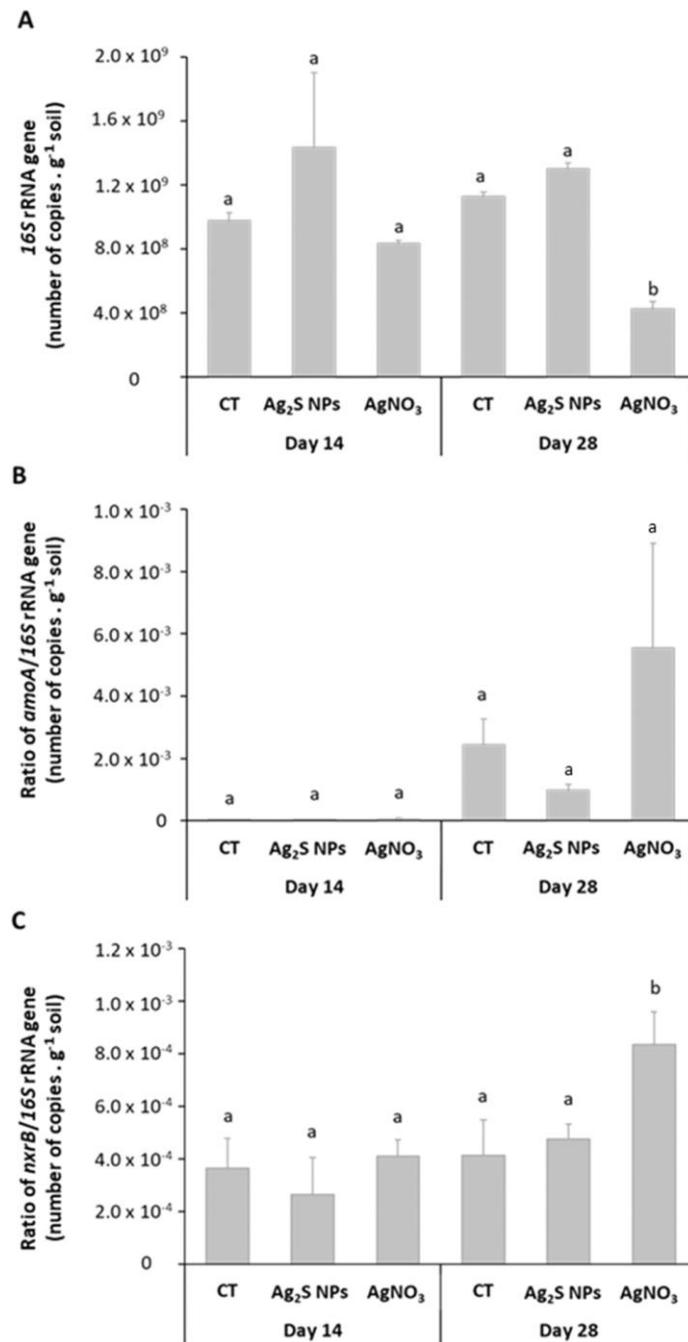 A
16S rRNA gene
(number of copies . g⁻¹ soil)
2.0 x 10⁹
1.6 x 10⁹
1.2 x 10⁹
8.0 x 10⁸
4.0 x 10⁸
0
a
a
a
a
a
b
CT
Ag₂S NPs
AgNO₃
CT
Ag₂S NPs
AgNO₃
Day 14
Day 28
B
Ratio of amoA/16S rRNA gene
(number of copies . g⁻¹ soil)
1.0 x 10⁻³
8.0 x 10⁻³
6.0 x 10⁻³
4.0 x 10⁻³
2.0 x 10⁻³
0
a
a
a
a
a
a
CT
Ag₂S NPs
AgNO₃
CT
Ag₂S NPs
AgNO₃
Day 14
Day 28
C
Ratio of nxrB/16S rRNA gene
(number of copies . g⁻¹ soil)
1.2 x 10⁻³
1.0 x 10⁻³
8.0 x 10⁻⁴
6.0 x 10⁻⁴
4.0 x 10⁻⁴
2.0 x 10⁻⁴
0
a
a
a
a
a
b
CT
Ag₂S NPs
AgNO₃
CT
Ag₂S NPs
AgNO₃
Day 14
Day 28